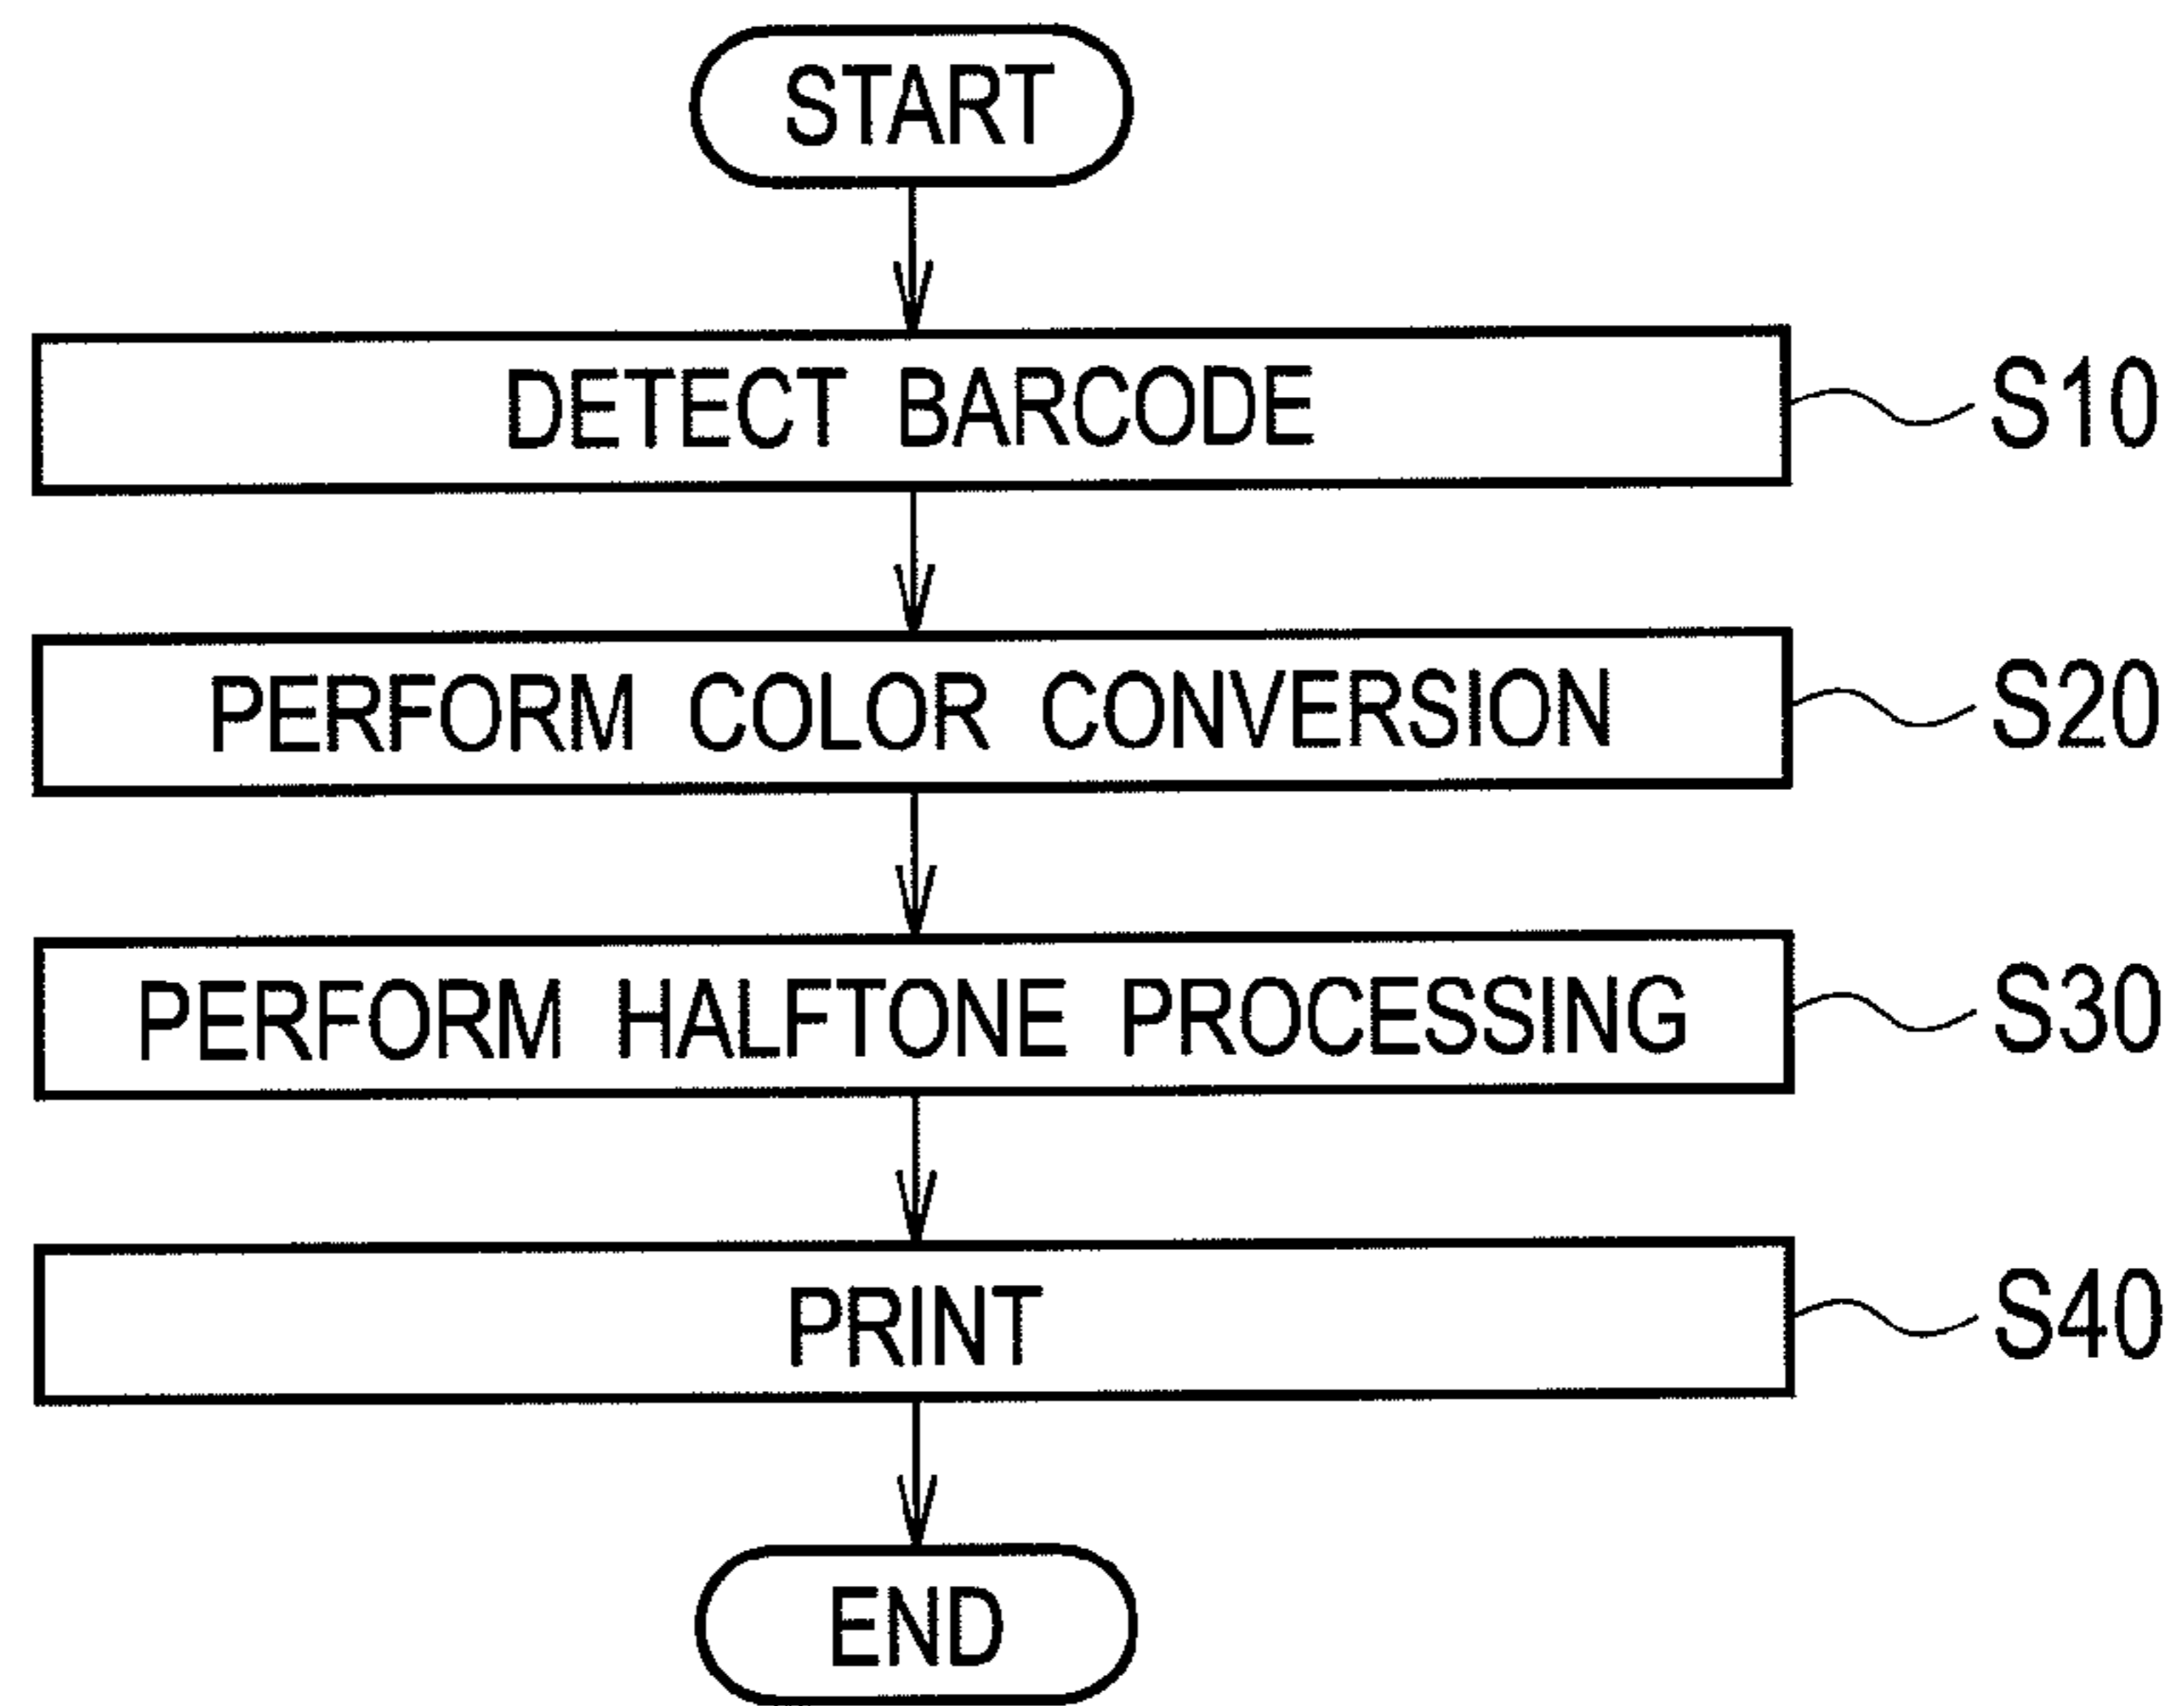 START
DETECT BARCODE S10
PERFORM COLOR CONVERSION S20
PERFORM HALFTONE PROCESSING S30
PRINT S40
END